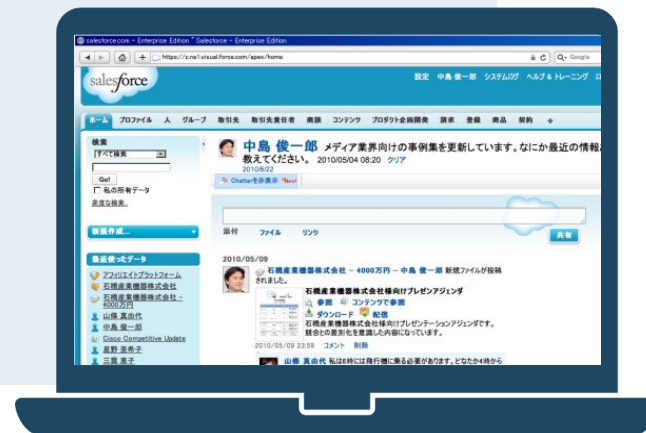 salesforce.com - Enterprise Edition ~ Salesforce - Enterprise Edition
https://c.na1.visual.force.com/apex/home
Q- Google
salesforce
設定 中島 俊一郎 システムログ ヘルプ & トレーニング
ホーム プロファイル 人 グループ 取引先 取引先責任者 商談 コンテンツ プロダクト企画開発 請求 登録 商品 契約 +
検索
すべて検索
Go!
私の所有データ
高度な検索...
新規作成...
最近使ったデータ
アフリエイトプラットフォーム
石橋産業機器株式会社
石橋産業機器株式会社 -
4000万円
山條 真由代
中島 俊一郎
Cisco Competitive Update
星野 亜希子
三雲 恵子
中島 俊一郎 メディア業界向けの事例集を更新しています。なにか最近の情報
教えてください。 2010/05/04 08:20 クリア
2010/6/22
Chatterを非表示 New!
添付 ファイル リンク
共有
2010/05/09
石橋産業機器株式会社 - 4000万円 — 中島 俊一郎 新規ファイルが投稿
されました。
石橋産業機器株式会社様向けプレゼンアジェンダ
参照 コンテンツで参照
ダウンロード 配信
石橋産業機器株式会社様向けプレゼンテーションアジェンダです。
競合との差別化を意識した内容になっています。
2010/05/09 23:59 コメント 削除
山條 真由代 私は6時には飛行機に乗る必要があります。どなたか4時から